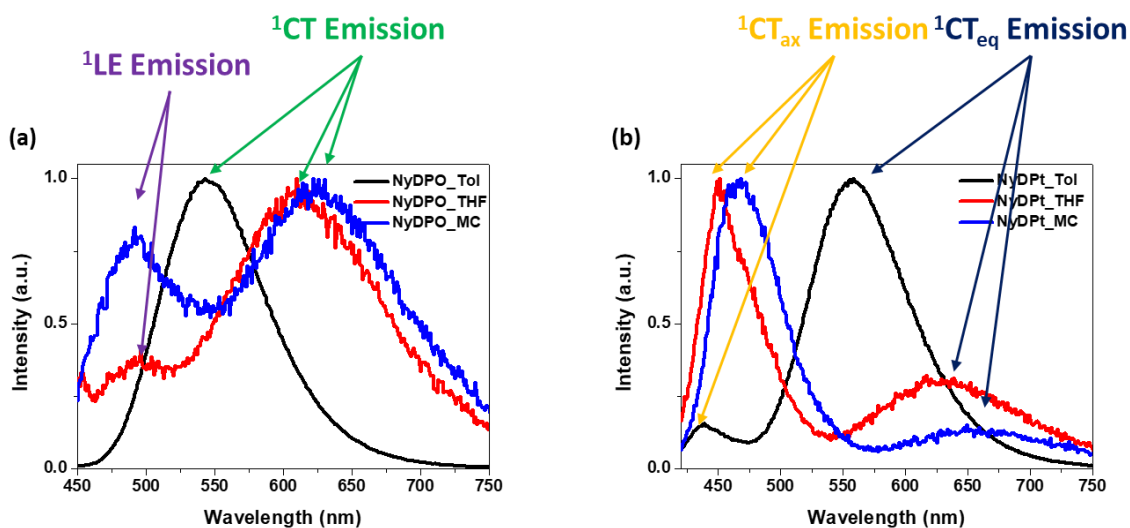 ¹LE Emission
¹CT Emission
¹CTax Emission
¹CTeq Emission
(a)
NyDPO_Tol
NyDPO_THF
NyDPO_MC
Intensity (a.u.)
1.0
0.5
0.0
450 500 550 600 650 700 750
Wavelength (nm)
(b)
NyDPt_Tol
NyDPt_THF
NyDPt_MC
Intensity (a.u.)
1.0
0.5
0.0
450 500 550 600 650 700 750
Wavelength (nm)